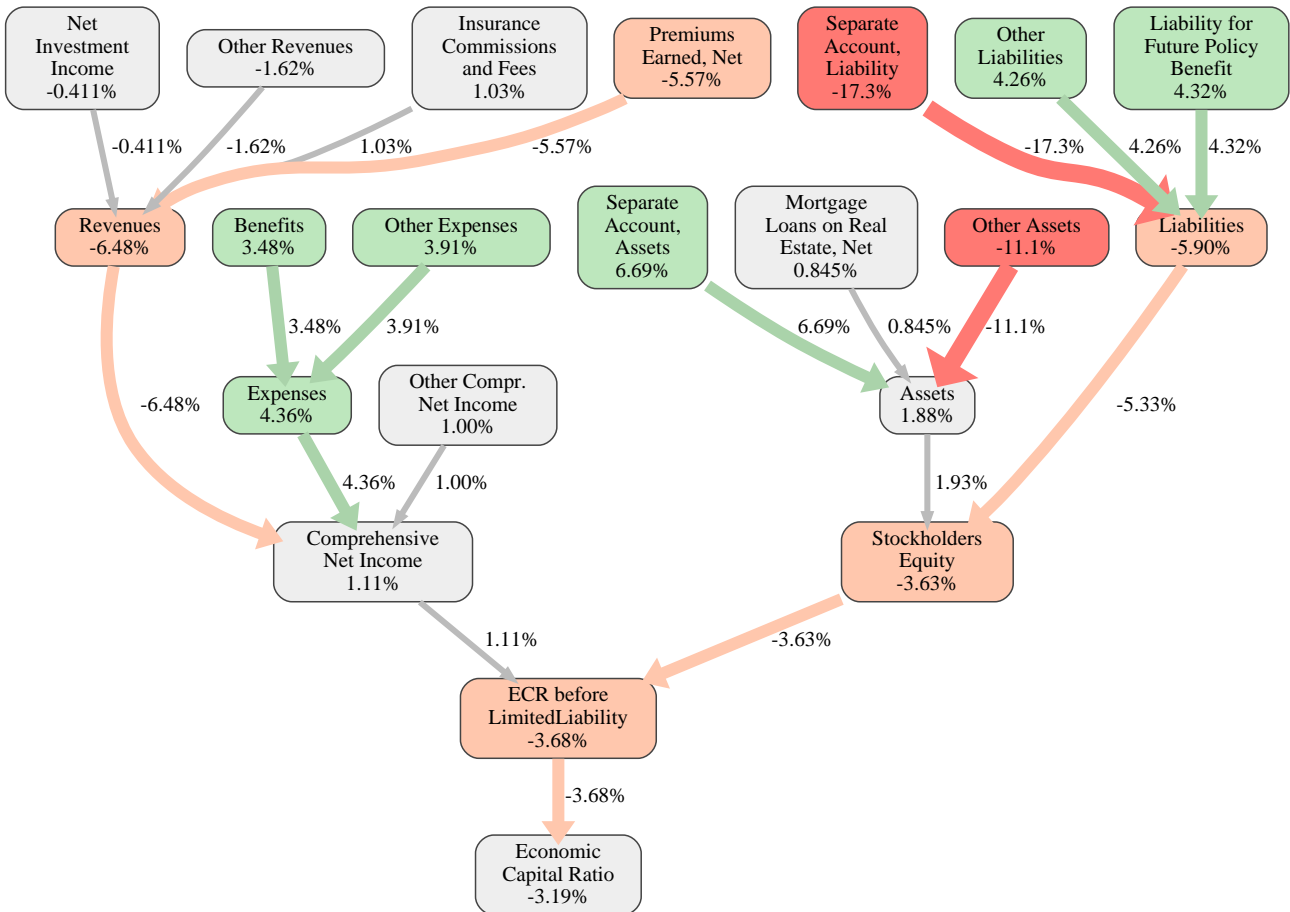 Net
Investment
Income
-0.411%
Other Revenues
-1.62%
Insurance
Commissions
and Fees
1.03%
Premiums
Earned, Net
-5.57%
Separate
Account,
Liability
-17.3%
Other
Liabilities
4.26%
Liability for
Future Policy
Benefit
4.32%
-0.411%
-1.62%
1.03%
-5.57%
-17.3%
4.26%
4.32%
Revenues
-6.48%
Benefits
3.48%
Other Expenses
3.91%
Separate
Account,
Assets
6.69%
Mortgage
Loans on Real
Estate, Net
0.845%
Other Assets
-11.1%
Liabilities
-5.90%
3.48%
3.91%
6.69%
0.845%
-11.1%
-6.48%
Expenses
4.36%
Other Compr.
Net Income
1.00%
Assets
1.88%
-5.33%
4.36%
1.00%
1.93%
Comprehensive
Net Income
1.11%
Stockholders
Equity
-3.63%
1.11%
-3.63%
ECR before
LimitedLiability
-3.68%
-3.68%
Economic
Capital Ratio
-3.19%